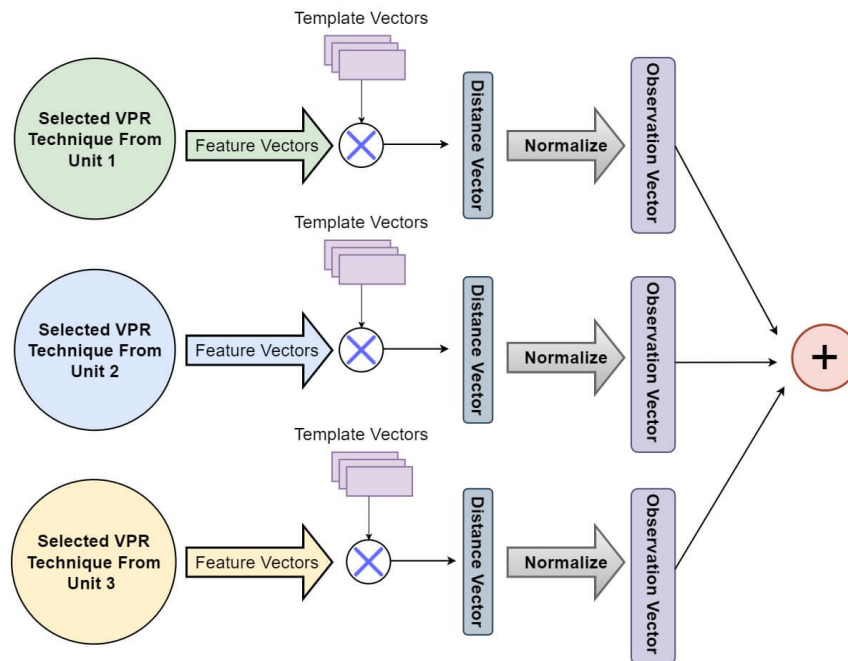 Template Vectors
Selected VPR
Technique From
Unit 1
Feature Vectors
Distance Vector
Normalize
Observation Vector
Template Vectors
Selected VPR
Technique From
Unit 2
Feature Vectors
Distance Vector
Normalize
Observation Vector
+
Template Vectors
Selected VPR
Technique From
Unit 3
Feature Vectors
Distance Vector
Normalize
Observation Vector